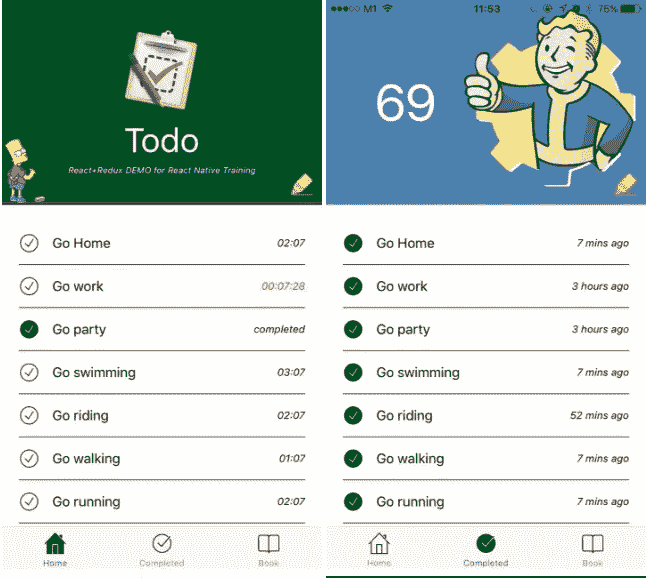 Todo
React+Redux DEMO for React Native Training
Go Home 02:07
Go work 00:07:28
Go party completed
Go swimming 03:07
Go riding 02:07
Go walking 01:07
Go running 02:07
Home Completed Book
M1 11:53 75%
69
Go Home 7 mins ago
Go work 3 hours ago
Go party 3 hours ago
Go swimming 7 mins ago
Go riding 52 mins ago
Go walking 7 mins ago
Go running 7 mins ago
Home Completed Book